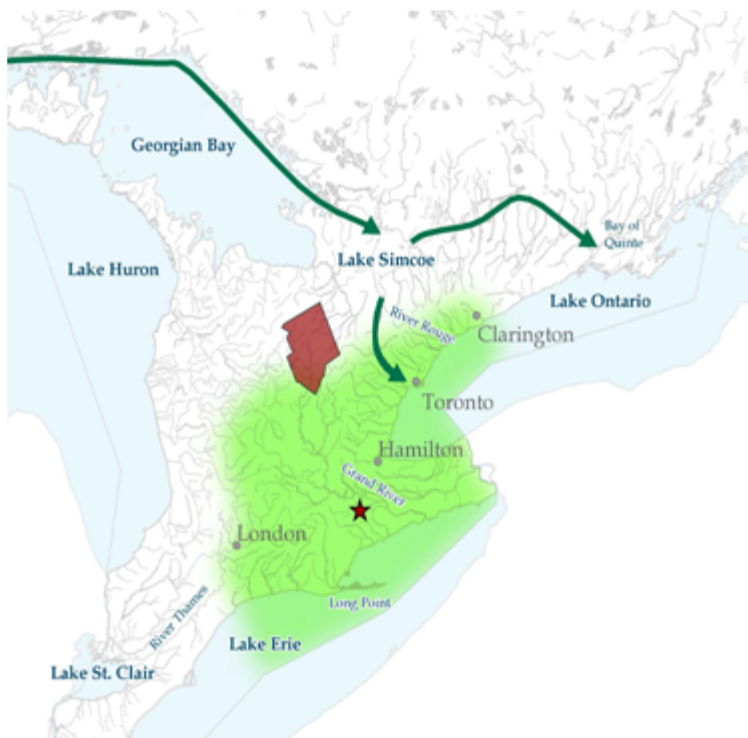 Georgian Bay
Bay of
Quinte
Lake Huron
Lake Simcoe
Lake Ontario
River Rouge
Clarington
Toronto
Hamilton
Grand River
London
Long Point
River Thames
Lake Erie
Lake St. Clair